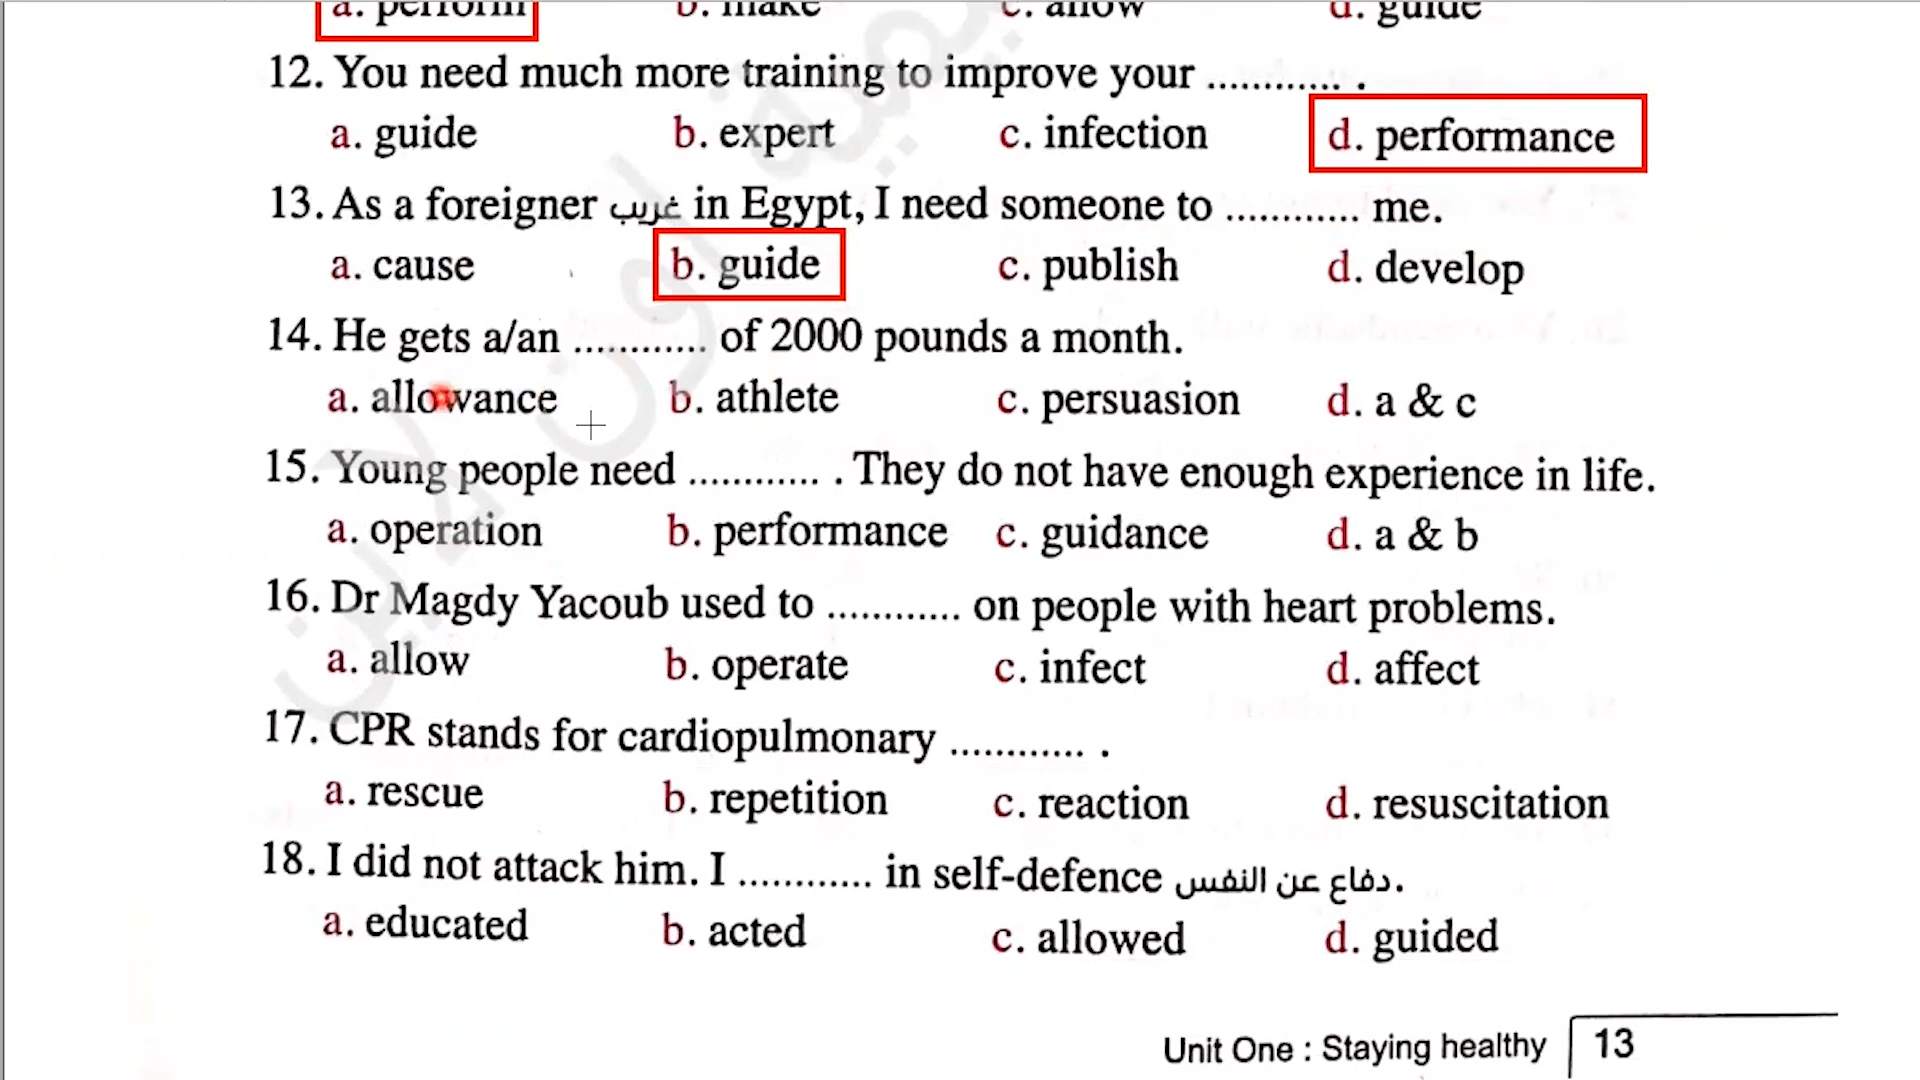 a. perform b. make c. allow d. guide
12. You need much more training to improve your ............ .
a. guide b. expert c. infection d. performance
13. As a foreigner غريب in Egypt, I need someone to ............ me.
a. cause b. guide c. publish d. develop
14. He gets a/an ............ of 2000 pounds a month.
a. allowance b. athlete c. persuasion d. a & c
15. Young people need ............ . They do not have enough experience in life.
a. operation b. performance c. guidance d. a & b
16. Dr Magdy Yacoub used to ............ on people with heart problems.
a. allow b. operate c. infect d. affect
17. CPR stands for cardiopulmonary ............ .
a. rescue b. repetition c. reaction d. resuscitation
18. I did not attack him. I ............ in self-defence دفاع عن النفس.
a. educated b. acted c. allowed d. guided
Unit One : Staying healthy 13